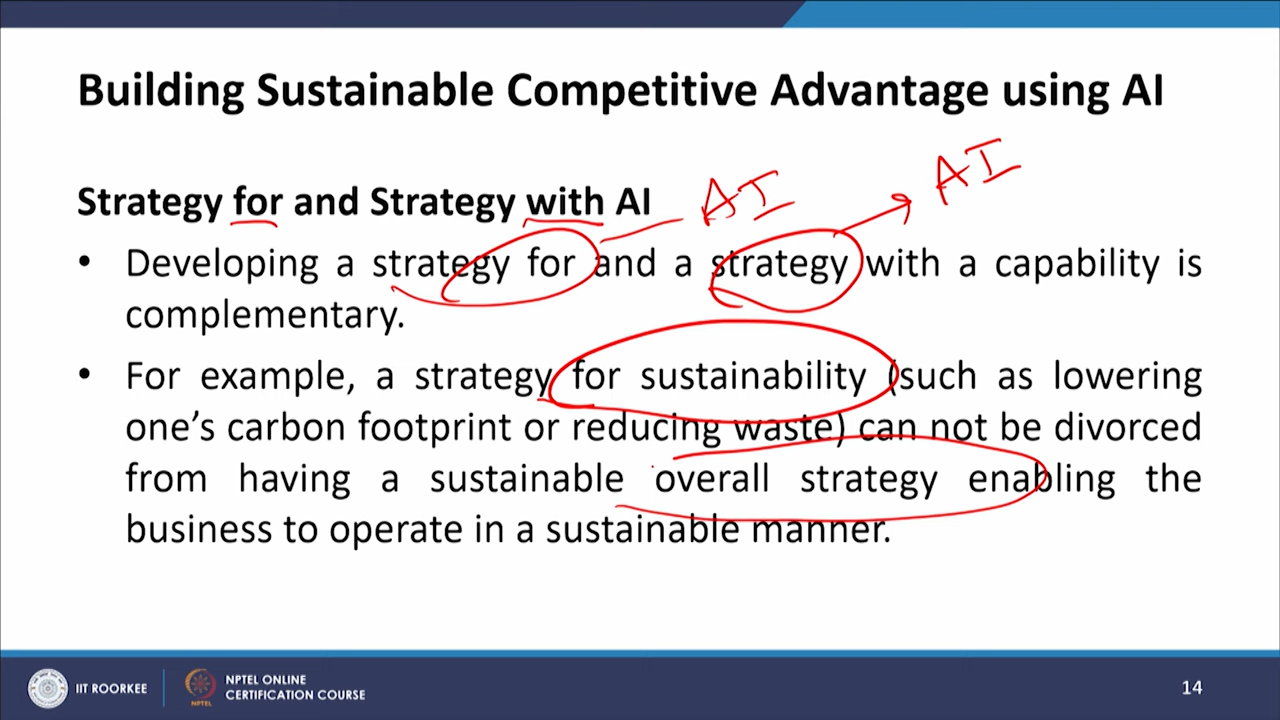 Building Sustainable Competitive Advantage using AI
AI
AI
Strategy for and Strategy with AI
• Developing a strategy for and a strategy with a capability is
complementary.
• For example, a strategy for sustainability (such as lowering
one’s carbon footprint or reducing waste) can not be divorced
from having a sustainable overall strategy enabling the
business to operate in a sustainable manner.
IIT ROORKEE
NPTEL
NPTEL ONLINE
CERTIFICATION COURSE
14